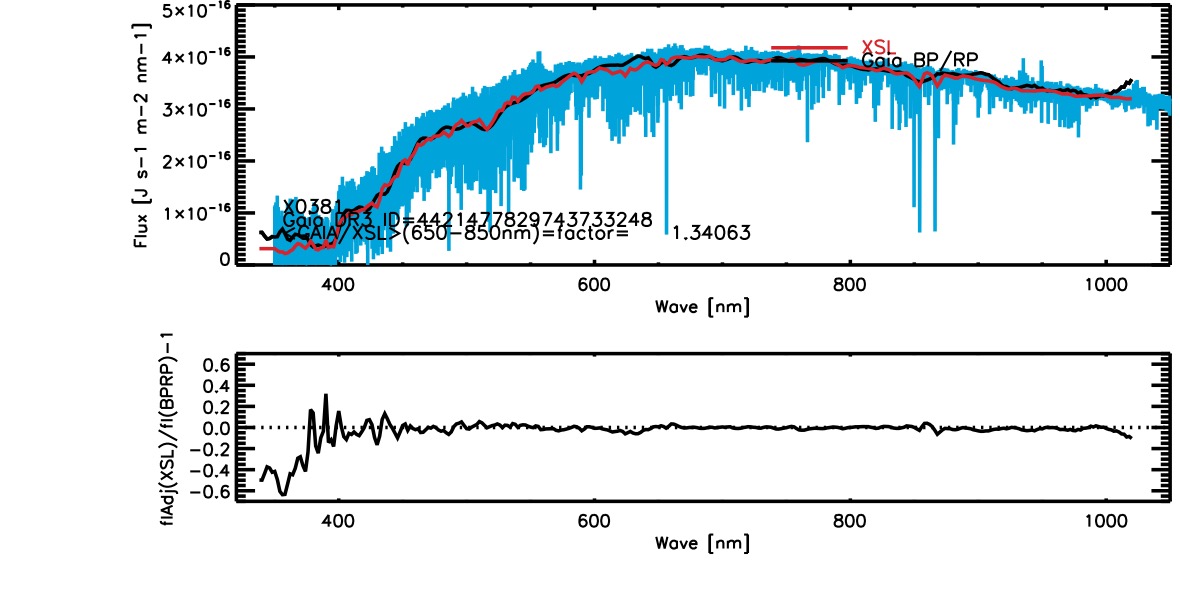 5×10⁻¹⁶
4×10⁻¹⁶
3×10⁻¹⁶
2×10⁻¹⁶
1×10⁻¹⁶
0
Flux [J s-1 m-2 nm-1]
XSL
Gaia BP/RP
X0381
Gaia DR3 ID=4421477829743733248
<GAIA/XSL>(650-850nm)=factor= 1.34063
400 600 800 1000
Wave [nm]
0.6
0.4
0.2
0.0
-0.2
-0.4
-0.6
flAdj(XSL)/fl(BPRP)-1
400 600 800 1000
Wave [nm]